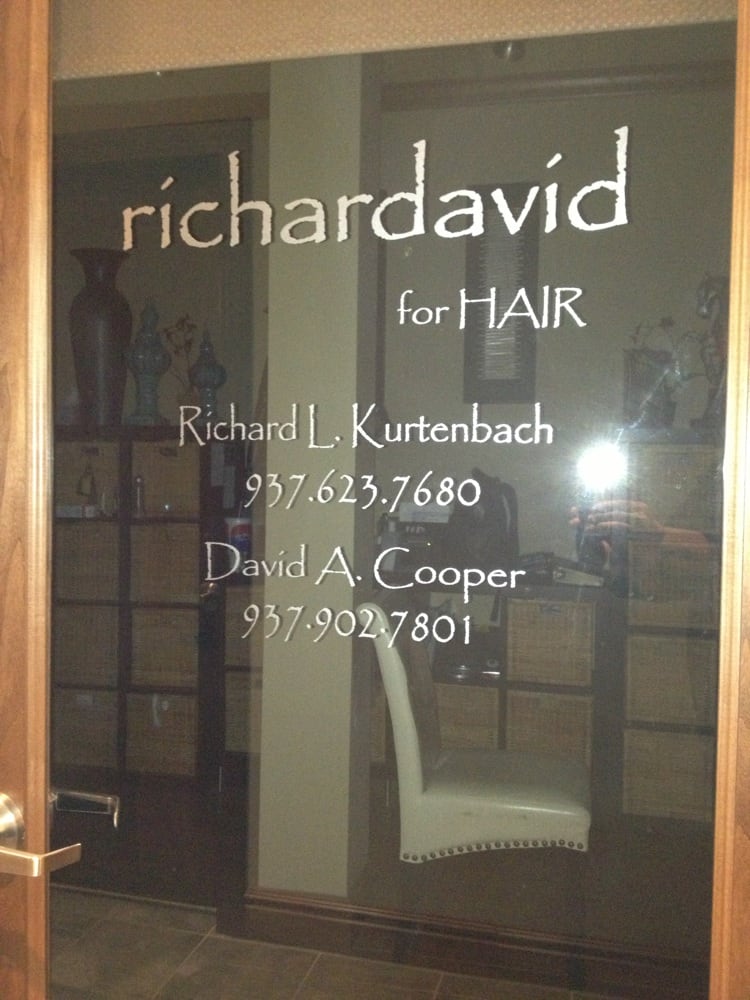 richardavid
for HAIR
Richard L. Kurtenbach
937.623.7680
David A. Cooper
937.902.7801